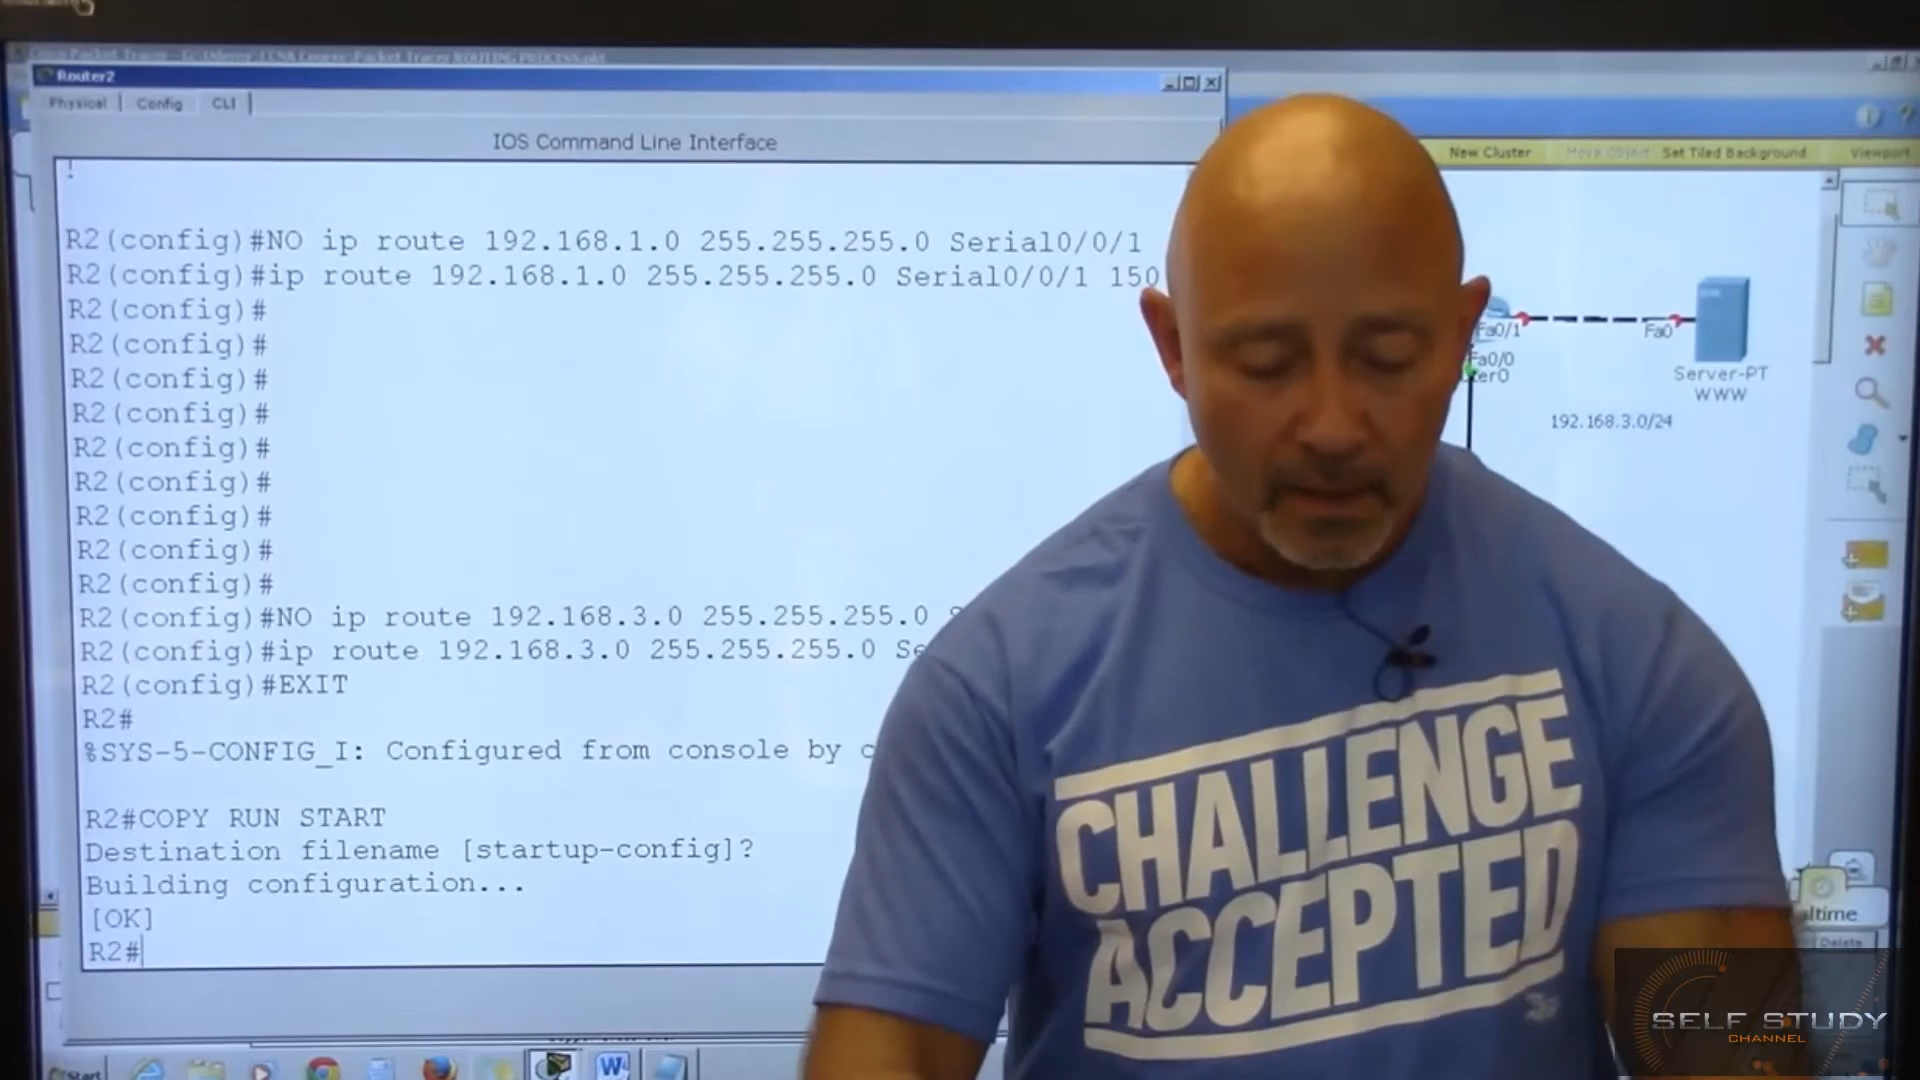 Router2
Physical
Config
CLI
IOS Command Line Interface
!
R2(config)#NO ip route 192.168.1.0 255.255.255.0 Serial0/0/1
R2(config)#ip route 192.168.1.0 255.255.255.0 Serial0/0/1 150
R2(config)#
R2(config)#
R2(config)#
R2(config)#
R2(config)#
R2(config)#
R2(config)#
R2(config)#
R2(config)#
R2(config)#NO ip route 192.168.3.0 255.255.255.0
R2(config)#ip route 192.168.3.0 255.255.255.0 Se
R2(config)#EXIT
R2#
%SYS-5-CONFIG_I: Configured from console by c
R2#COPY RUN START
Destination filename [startup-config]?
Building configuration...
[OK]
R2#
New Cluster
Move Object
Set Tiled Background
Viewport
Fa0/1
Fa0
Fa0/0
Server-PT
WWW
192.168.3.0/24
CHALLENGE
ACCEPTED
altime
Delete
Start
SELF STUDY
CHANNEL